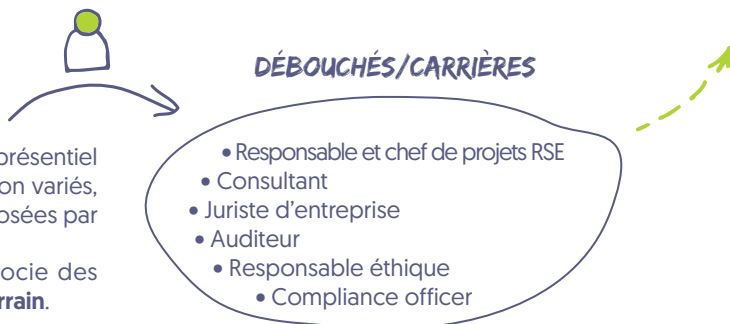 DÉBOUCHÉS/CARRIÈRES
• Responsable et chef de projets RSE
• Consultant
• Juriste d'entreprise
• Auditeur
• Responsable éthique
• Compliance officer
présentiel
on variés,
osées par
ocie des
rrain.